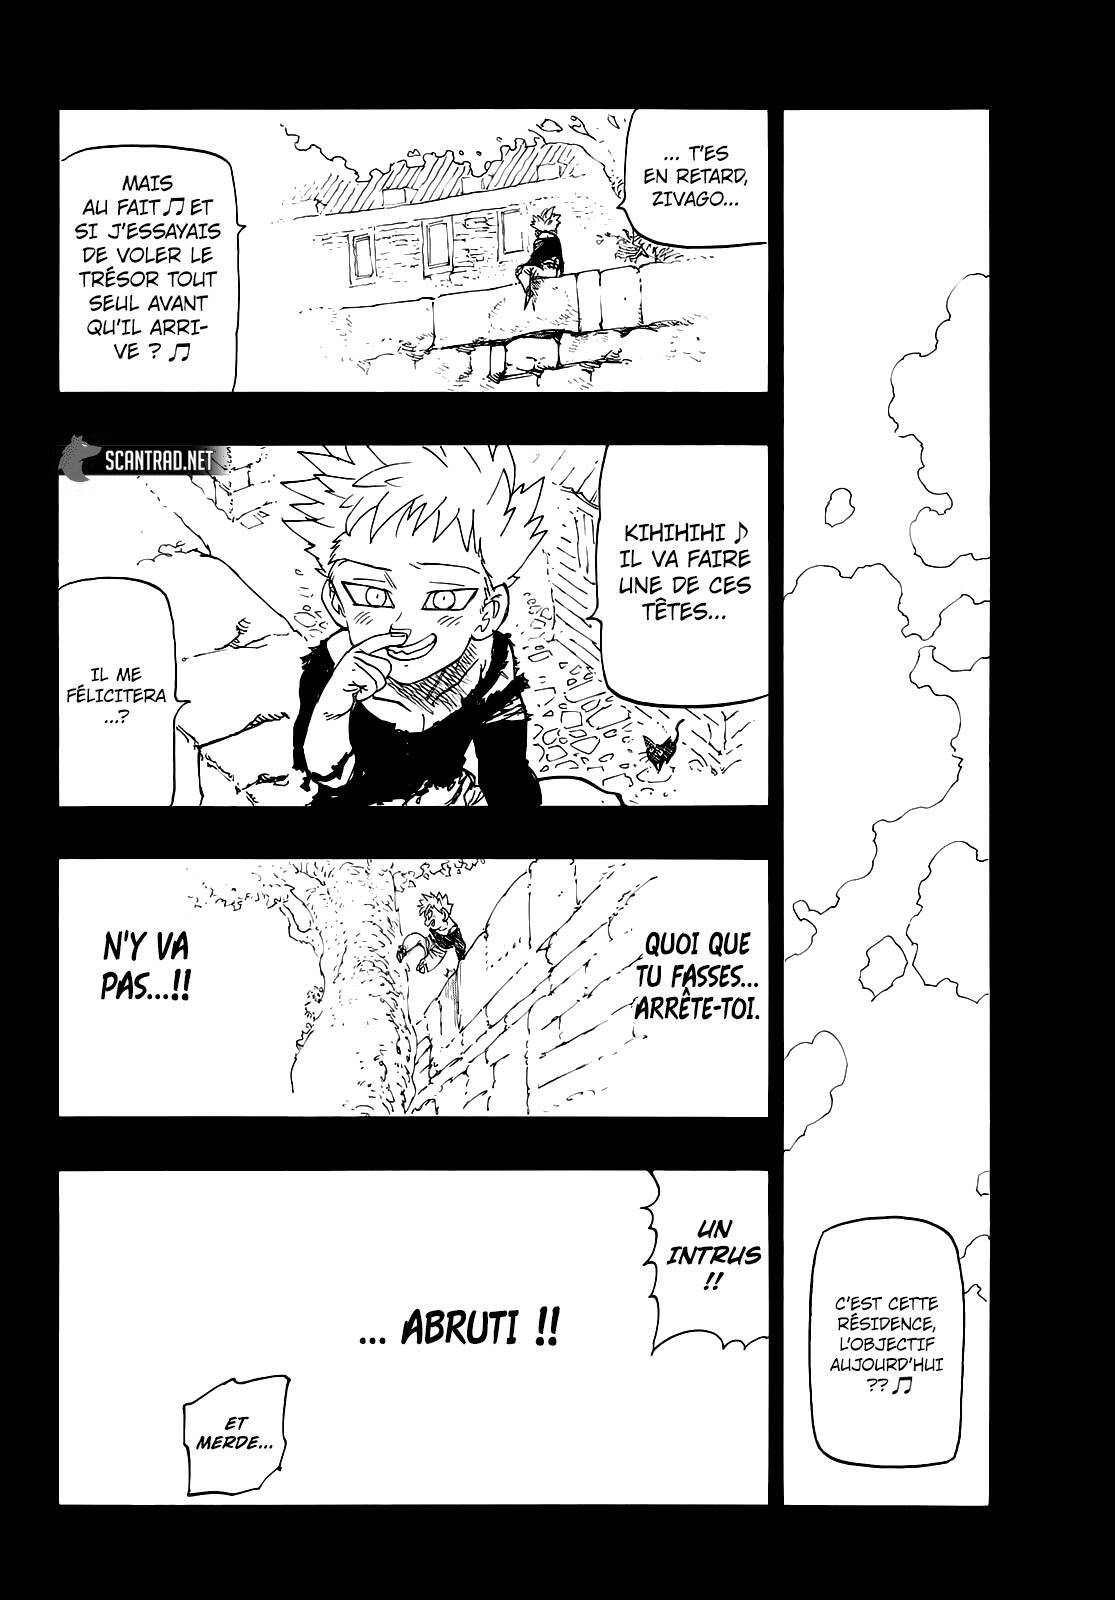 C'EST CETTE
RÉSIDENCE,
L'OBJECTIF
AUJOURD'HUI
?? ♫
... T'ES
EN RETARD,
ZIVAGO...
MAIS
AU FAIT ♫ ET
SI J'ESSAYAIS
DE VOLER LE
TRÉSOR TOUT
SEUL AVANT
QU'IL ARRI-
VE ? ♫
SCANTRAD.NET
KIHIHIHI ♪
IL VA FAIRE
UNE DE CES
TÊTES...
IL ME
FÉLICITERA
...?
QUOI QUE
TU FASSES...
ARRÊTE-TOI.
N'Y VA
PAS...!!
UN
INTRUS
!!
... ABRUTI !!
ET
MERDE...